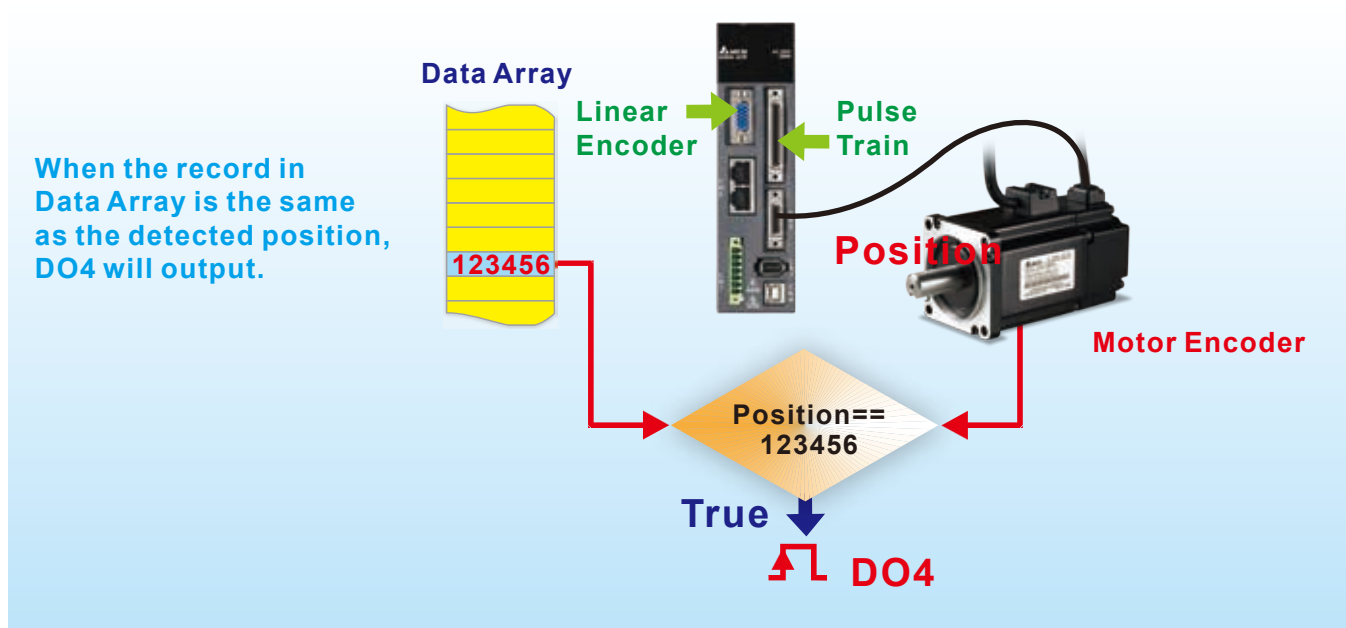 Data Array
Linear
Encoder
Pulse
Train
When the record in
Data Array is the same
as the detected position,
DO4 will output.
123456
Position
Motor Encoder
Position==
123456
True
DO4